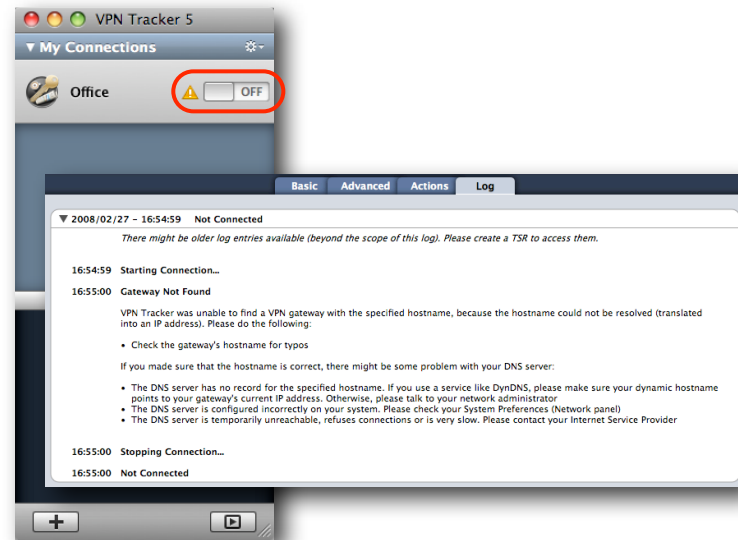 VPN Tracker 5
My Connections
Office
OFF
Basic
Advanced
Actions
Log
2008/02/27 - 16:54:59 Not Connected
There might be older log entries available (beyond the scope of this log). Please create a TSR to access them.
16:54:59 Starting Connection...
16:55:00 Gateway Not Found
VPN Tracker was unable to find a VPN gateway with the specified hostname, because the hostname could not be resolved (translated
into an IP address). Please do the following:
• Check the gateway's hostname for typos
If you made sure that the hostname is correct, there might be some problem with your DNS server:
• The DNS server has no record for the specified hostname. If you use a service like DynDNS, please make sure your dynamic hostname
points to your gateway's current IP address. Otherwise, please talk to your network administrator
• The DNS server is configured incorrectly on your system. Please check your System Preferences (Network panel)
• The DNS server is temporarily unreachable, refuses connections or is very slow. Please contact your Internet Service Provider
16:55:00 Stopping Connection...
16:55:00 Not Connected